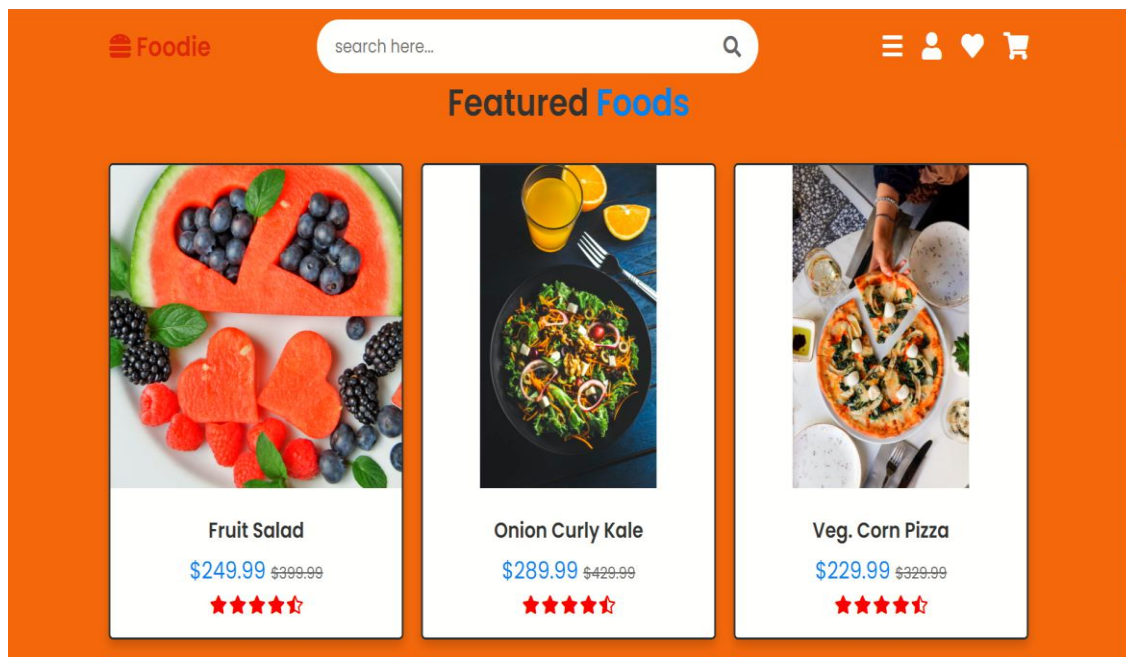 Foodie
search here...
Featured Foods
Fruit Salad
$249.99 $399.99
Onion Curly Kale
$289.99 $429.99
Veg. Corn Pizza
$229.99 $329.99